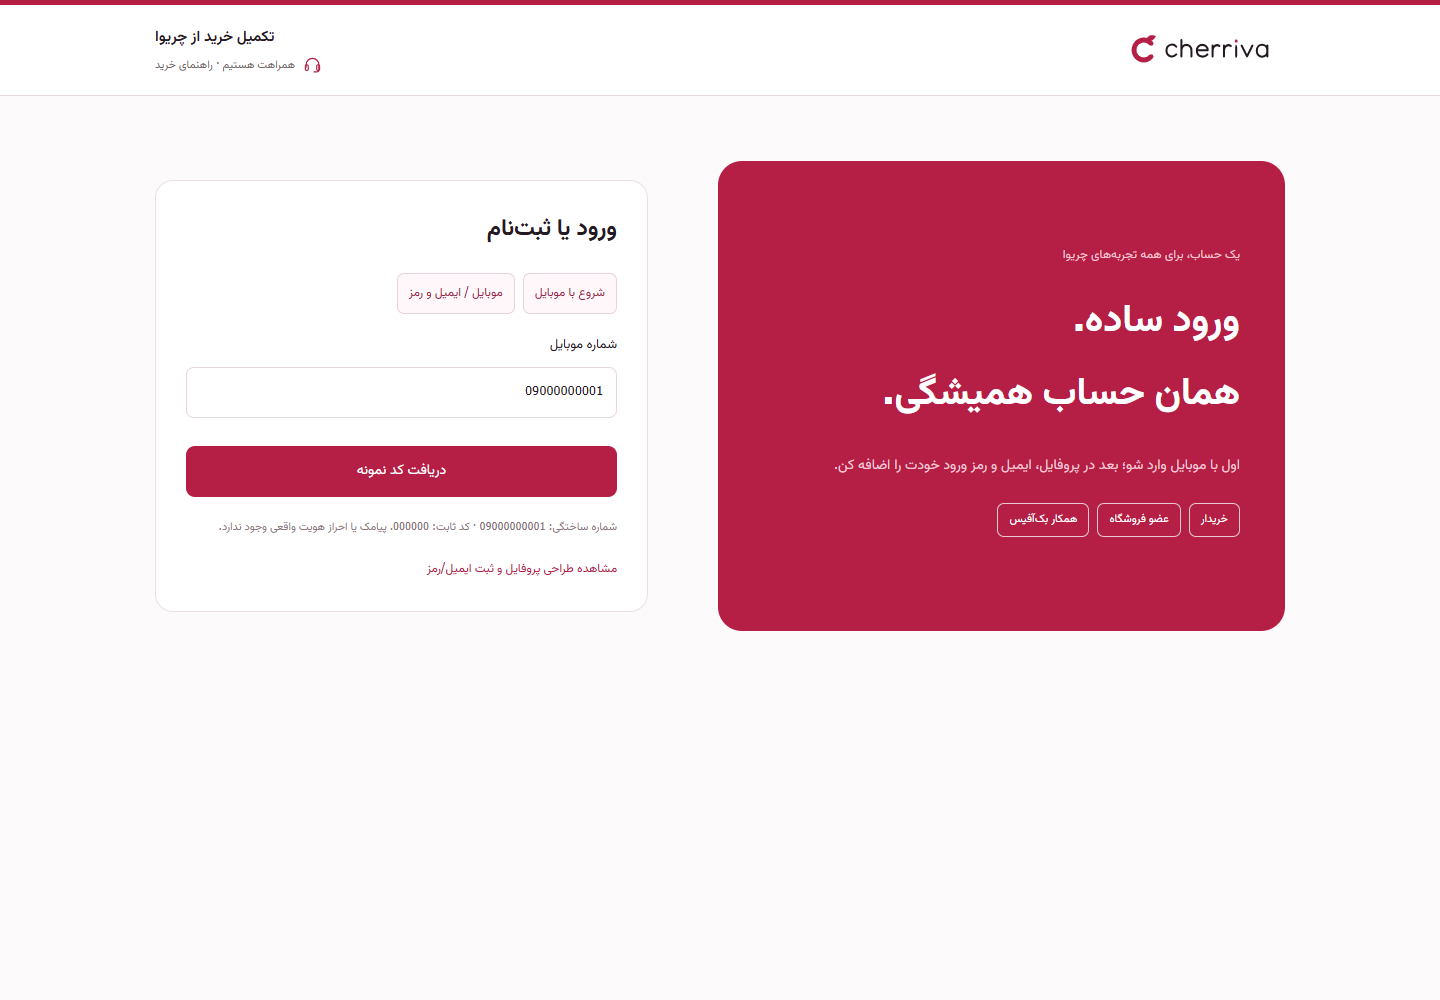 cherriva
تکمیل خرید از چریوا
همراهت هستیم · راهنمای خرید
یک حساب، برای همه تجربه‌های چریوا
ورود ساده.
همان حساب همیشگی.
اول با موبایل وارد شو؛ بعد در پروفایل، ایمیل و رمز ورود خودت را اضافه کن.
خریدار
عضو فروشگاه
همکار بک‌آفیس
ورود یا ثبت‌نام
شروع با موبایل
موبایل / ایمیل و رمز
شماره موبایل
09000000001
دریافت کد نمونه
شماره ساختگی: 09000000001 · کد ثابت: 000000. پیامک یا احراز هویت واقعی وجود ندارد.
مشاهده طراحی پروفایل و ثبت ایمیل/رمز